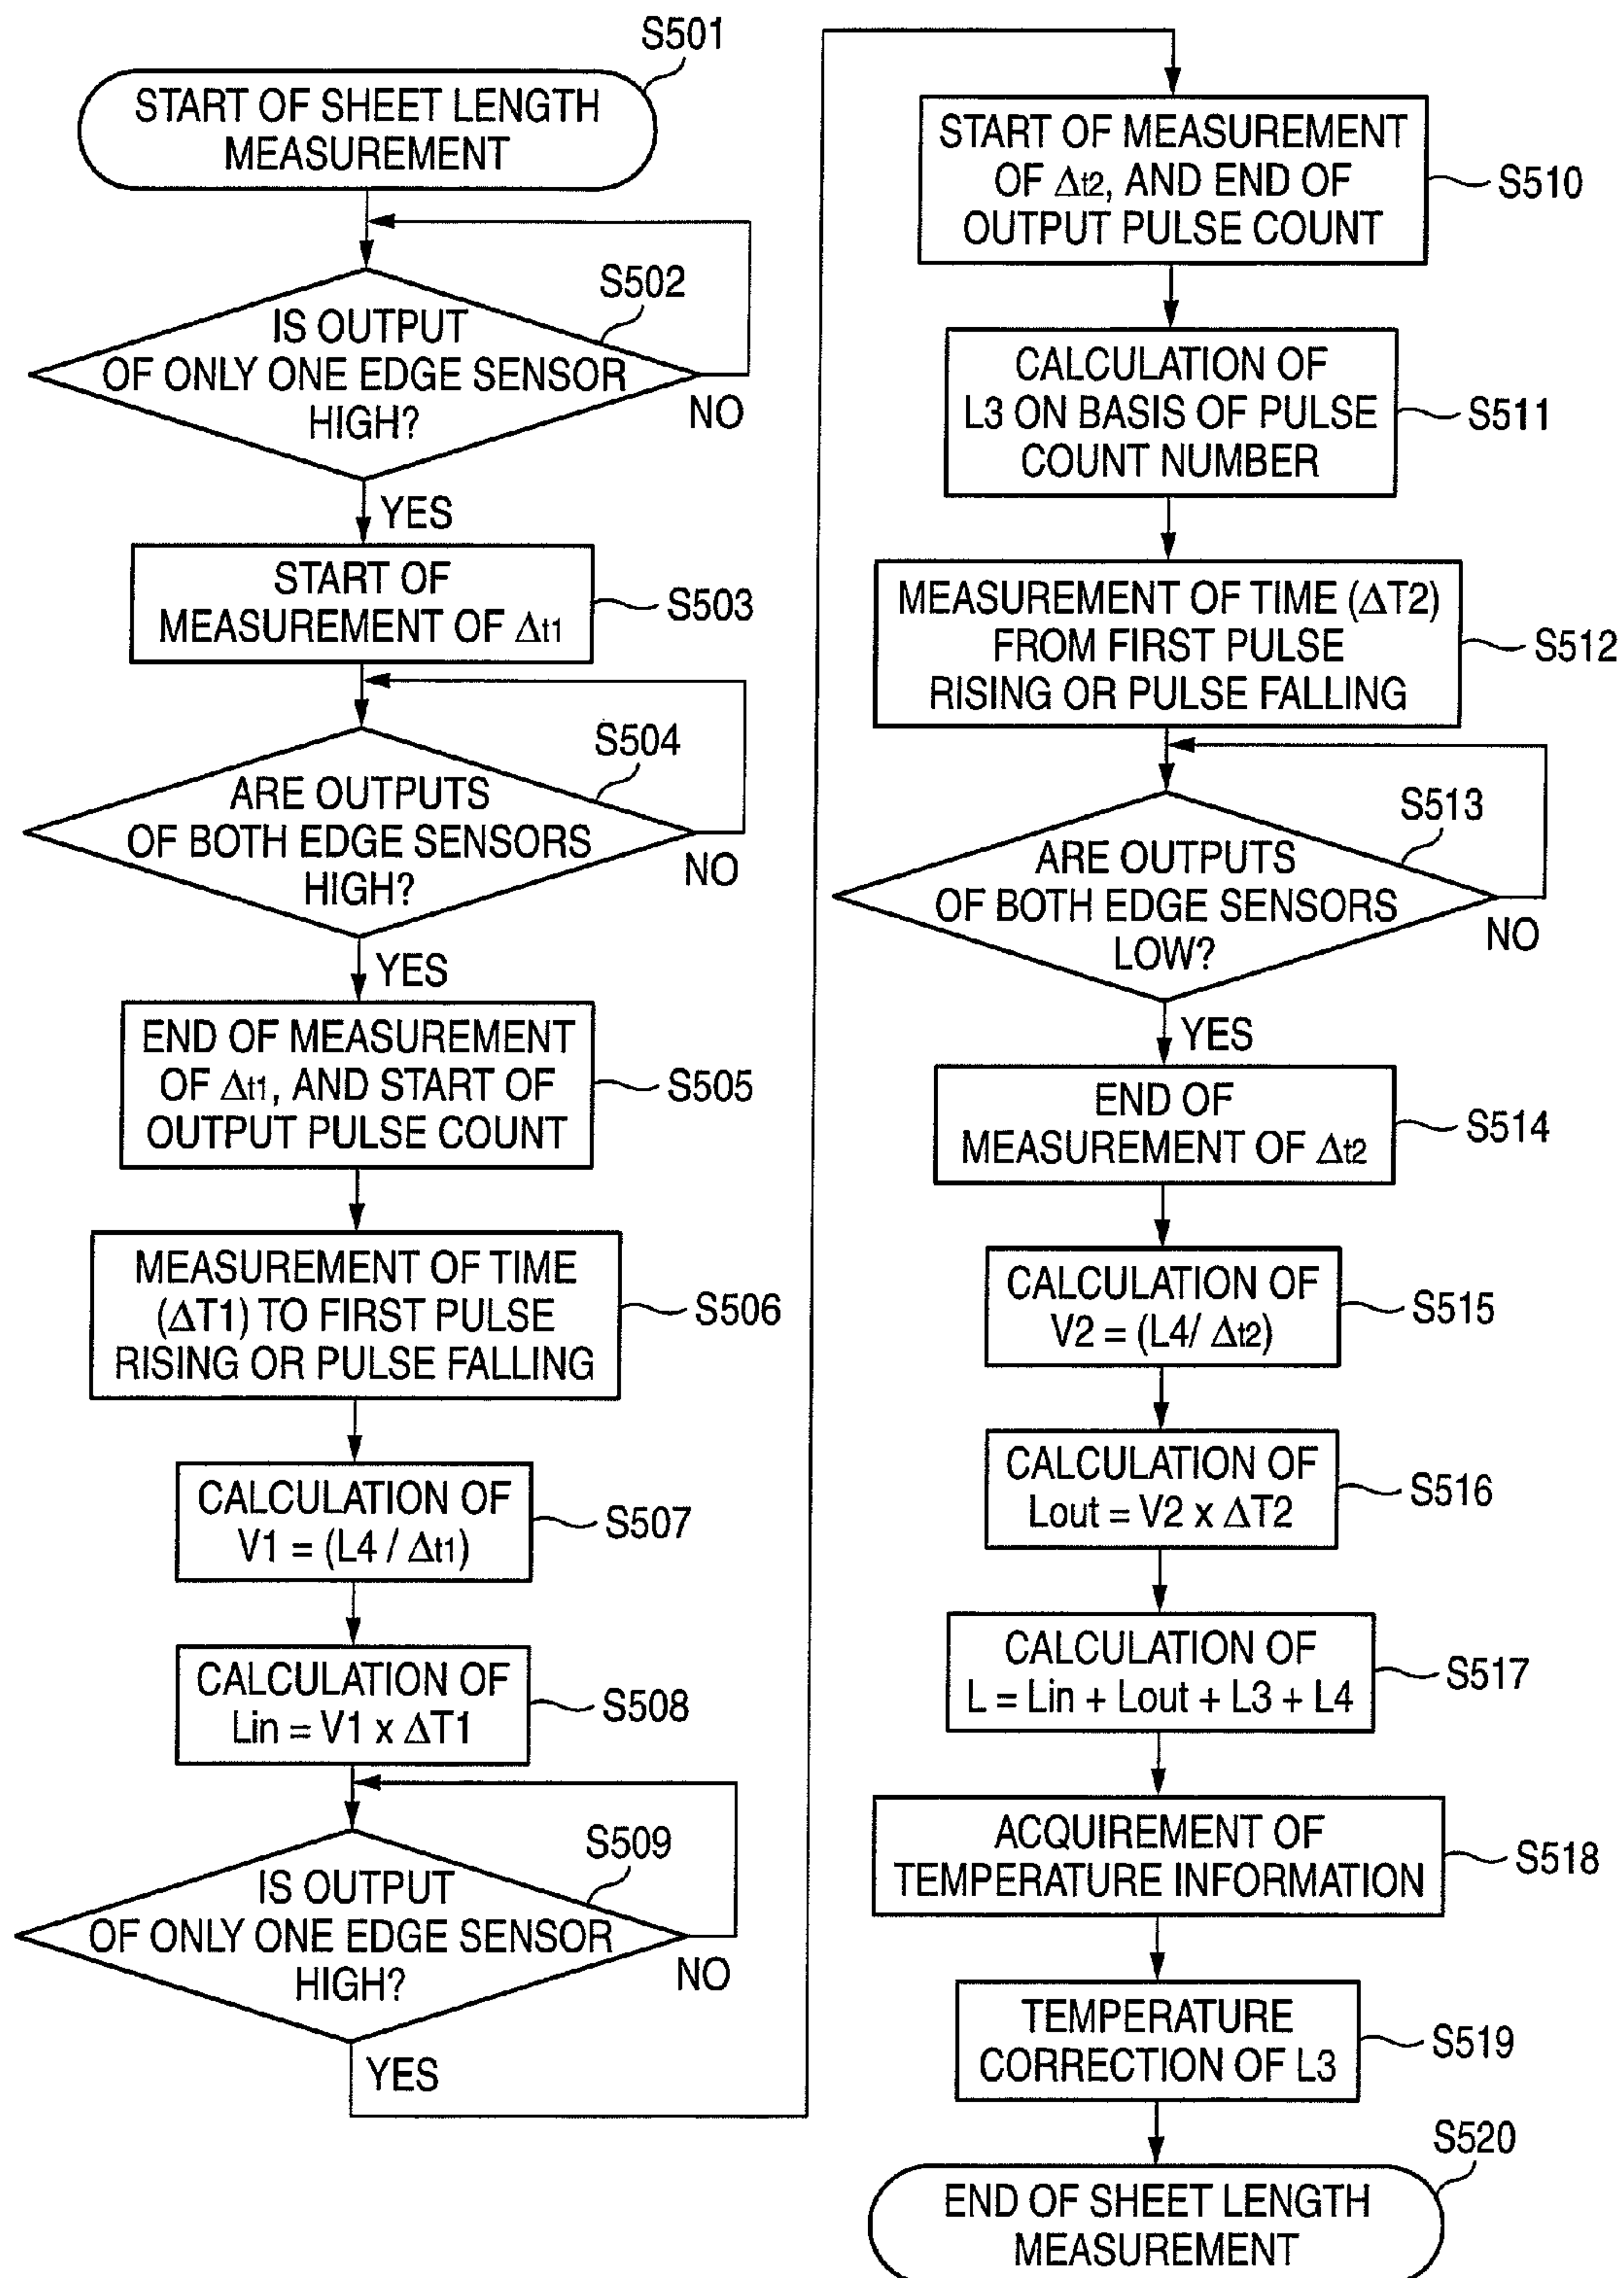 S501
START OF SHEET LENGTH
MEASUREMENT
S502
IS OUTPUT
OF ONLY ONE EDGE SENSOR
HIGH?
NO
YES
START OF
MEASUREMENT OF Δt1
S503
S504
ARE OUTPUTS
OF BOTH EDGE SENSORS
HIGH?
NO
YES
END OF MEASUREMENT
OF Δt1, AND START OF
OUTPUT PULSE COUNT
S505
MEASUREMENT OF TIME
(ΔT1) TO FIRST PULSE
RISING OR PULSE FALLING
S506
CALCULATION OF
V1 = (L4 / Δt1)
S507
CALCULATION OF
Lin = V1 x ΔT1
S508
S509
IS OUTPUT
OF ONLY ONE EDGE SENSOR
HIGH?
NO
YES
START OF MEASUREMENT
OF Δt2, AND END OF
OUTPUT PULSE COUNT
S510
CALCULATION OF
L3 ON BASIS OF PULSE
COUNT NUMBER
S511
MEASUREMENT OF TIME (ΔT2)
FROM FIRST PULSE
RISING OR PULSE FALLING
S512
S513
ARE OUTPUTS
OF BOTH EDGE SENSORS
LOW?
NO
YES
END OF
MEASUREMENT OF Δt2
S514
CALCULATION OF
V2 = (L4/ Δt2)
S515
CALCULATION OF
Lout = V2 x ΔT2
S516
CALCULATION OF
L = Lin + Lout + L3 + L4
S517
ACQUIREMENT OF
TEMPERATURE INFORMATION
S518
TEMPERATURE
CORRECTION OF L3
S519
S520
END OF SHEET LENGTH
MEASUREMENT